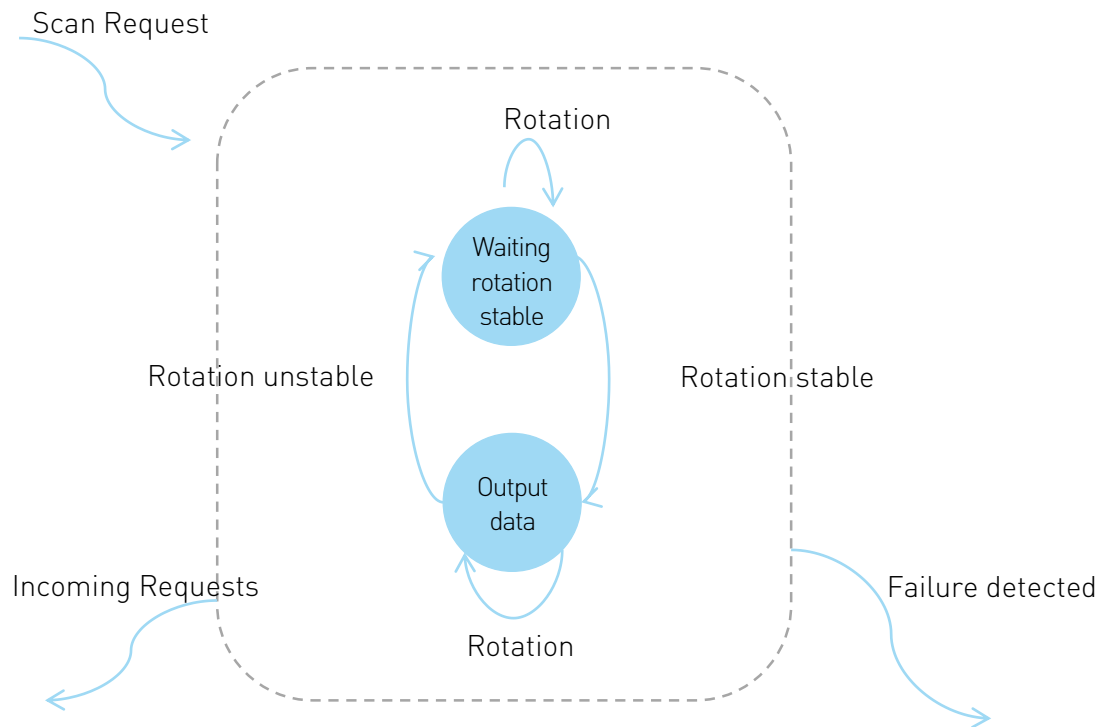 Scan Request
Rotation
Waiting
rotation
stable
Rotation unstable
Rotation stable
Output
data
Incoming Requests
Failure detected
Rotation